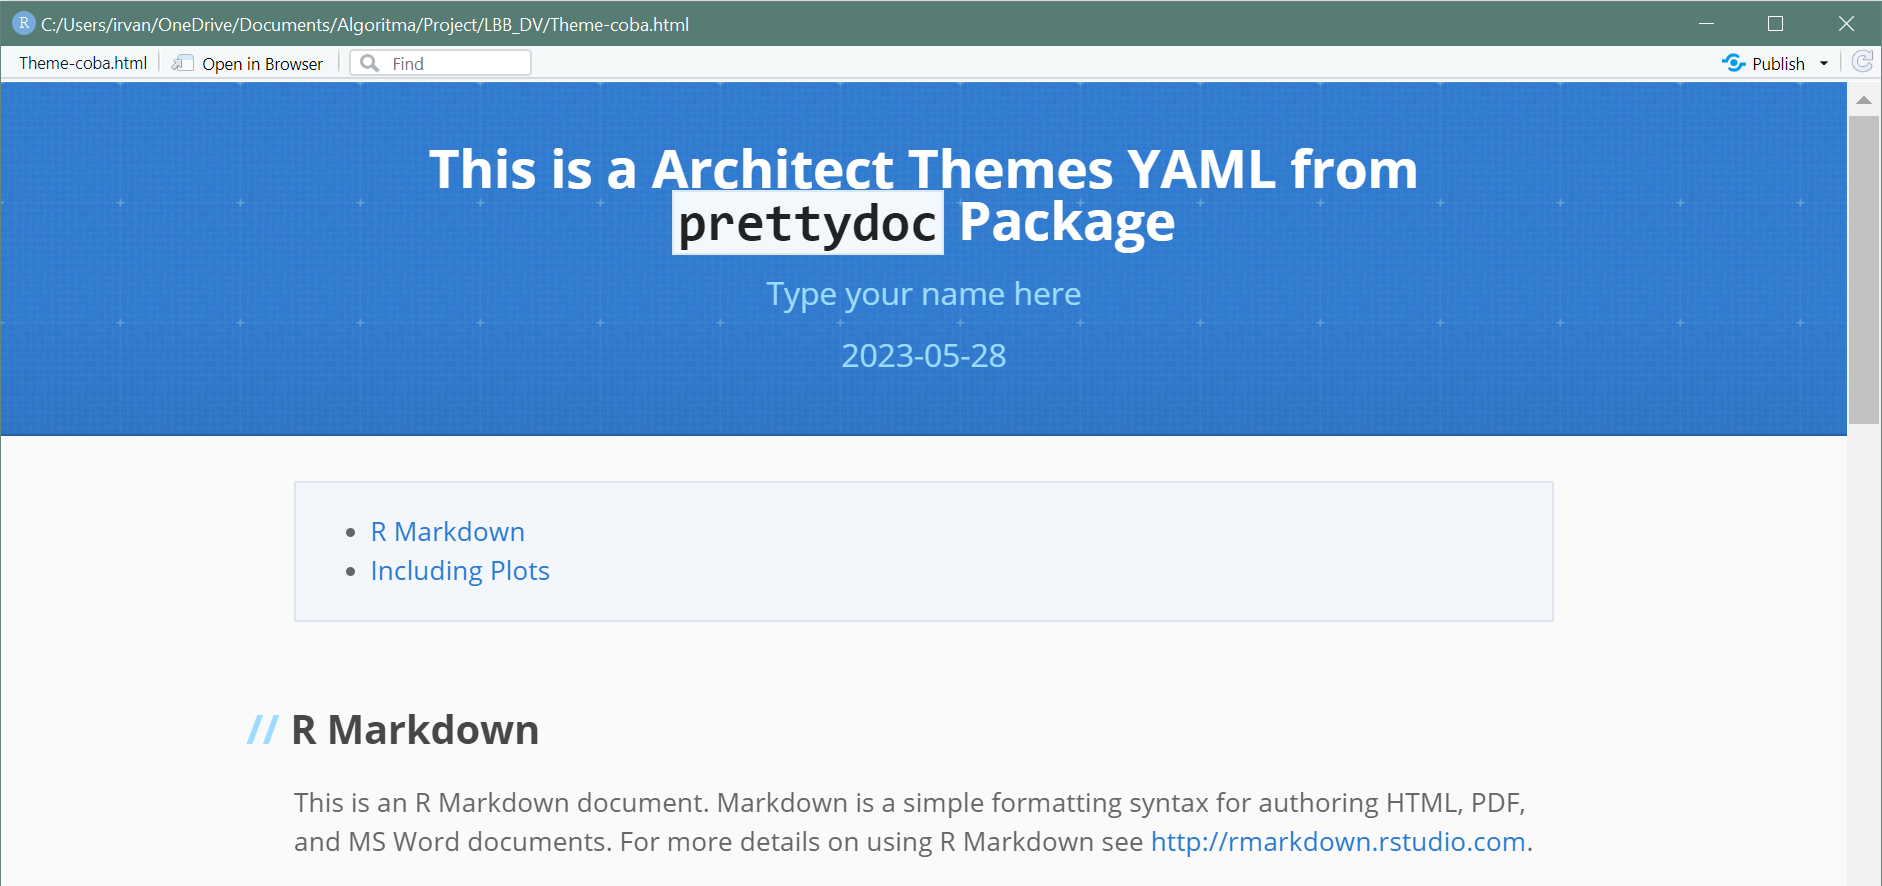 R C:/Users/irvan/OneDrive/Documents/Algoritma/Project/LBB_DV/Theme-coba.html
Theme-coba.html Open in Browser Find Publish
This is a Architect Themes YAML from
prettydoc Package
Type your name here
2023-05-28
R Markdown
Including Plots
// R Markdown
This is an R Markdown document. Markdown is a simple formatting syntax for authoring HTML, PDF,
and MS Word documents. For more details on using R Markdown see http://rmarkdown.rstudio.com.